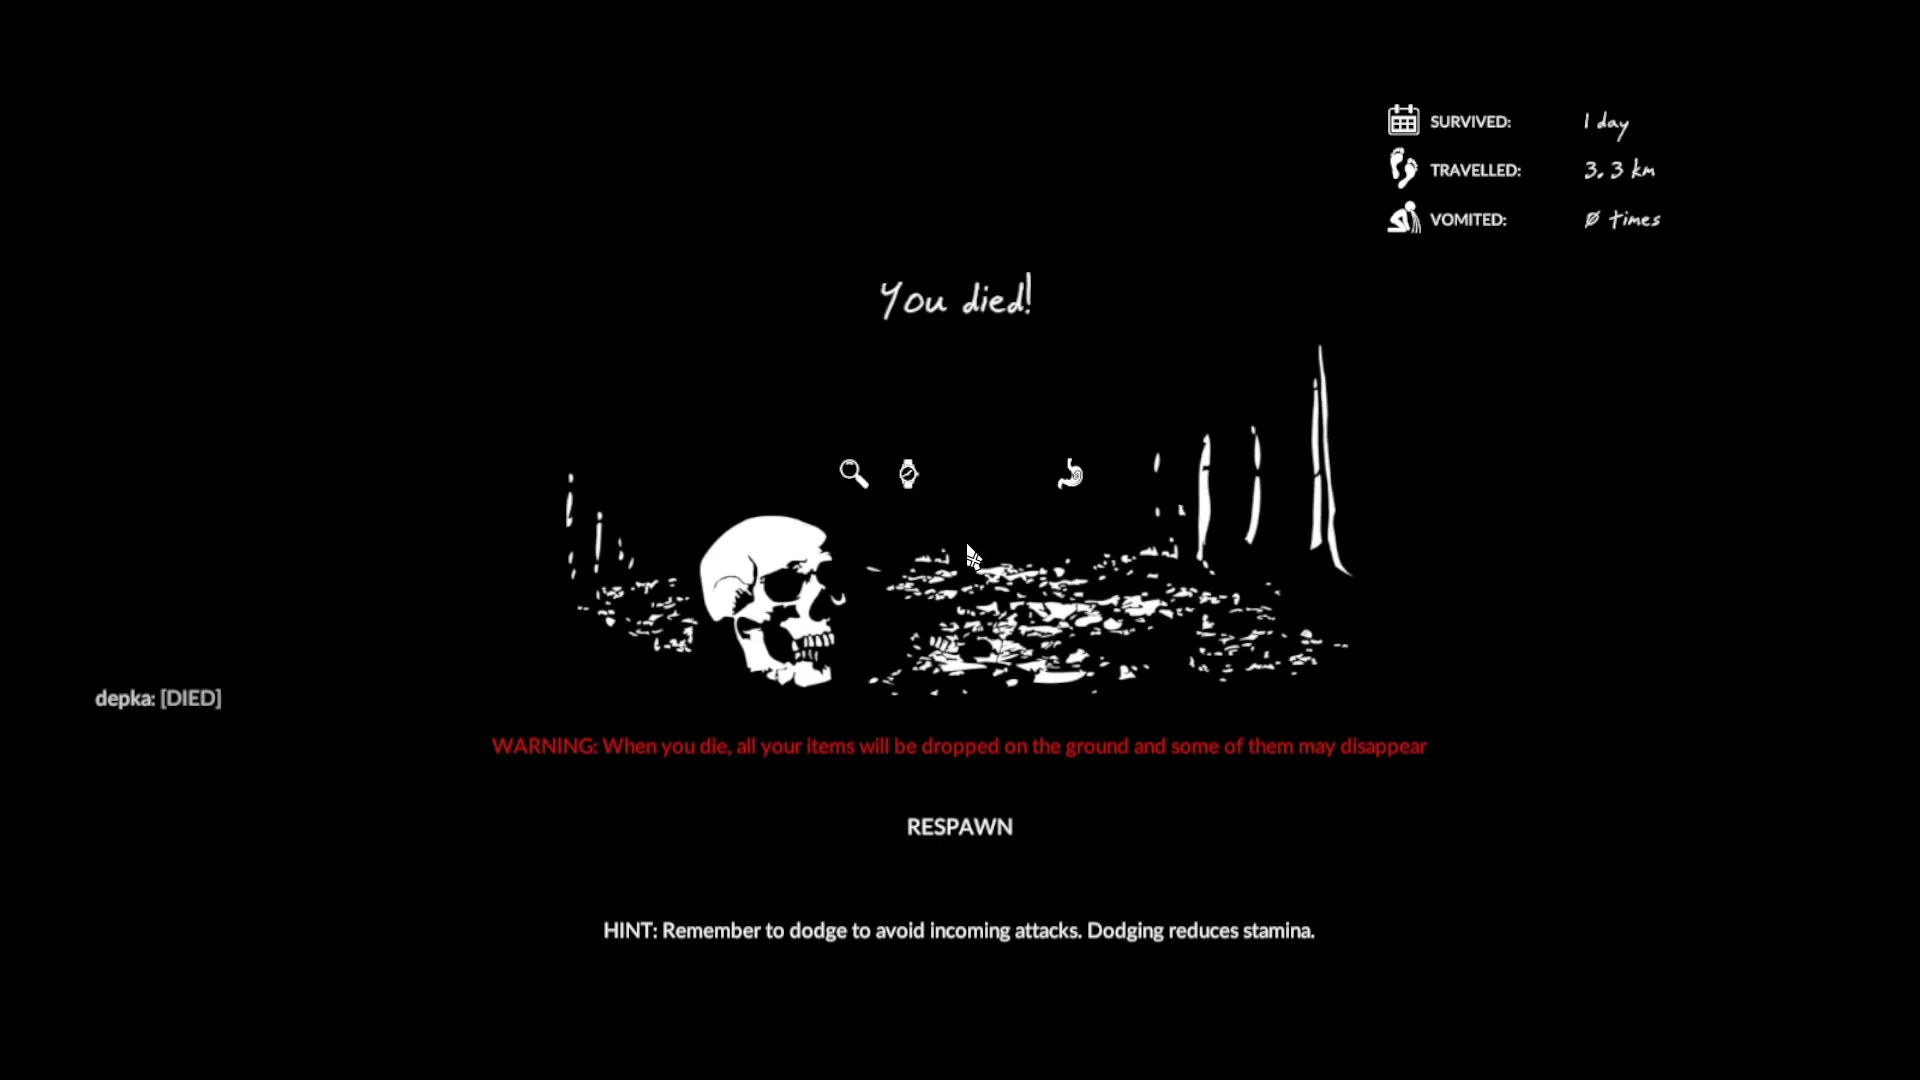 SURVIVED: 1 day
TRAVELLED: 3.3 km
VOMITED: 0 times
You died!
depka: [DIED]
WARNING: When you die, all your items will be dropped on the ground and some of them may disappear
RESPAWN
HINT: Remember to dodge to avoid incoming attacks. Dodging reduces stamina.